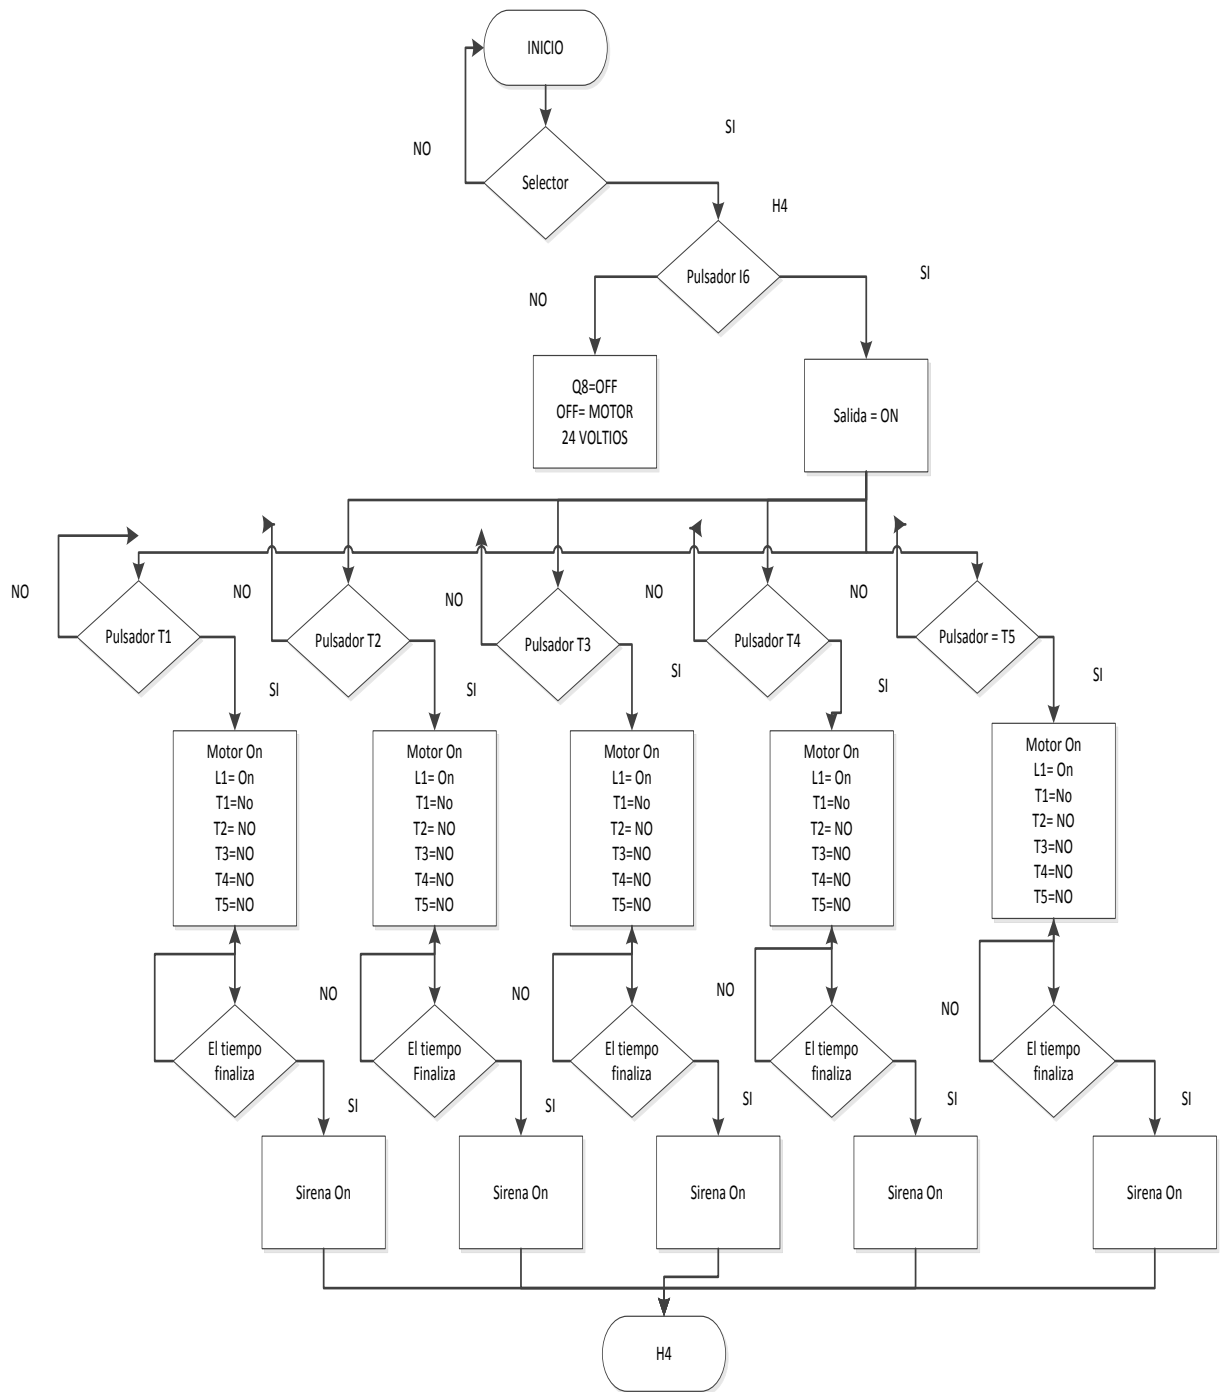 INICIO
NO
SI
Selector
H4
Pulsador I6
SI
NO
Q8=OFF
OFF= MOTOR
24 VOLTIOS
Salida = ON
NO
NO
NO
NO
NO
Pulsador T1
Pulsador T2
Pulsador T3
Pulsador T4
Pulsador = T5
SI
SI
SI
SI
SI
Motor On
L1= On
T1=No
T2= NO
T3=NO
T4=NO
T5=NO
Motor On
L1= On
T1=No
T2= NO
T3=NO
T4=NO
T5=NO
Motor On
L1= On
T1=No
T2= NO
T3=NO
T4=NO
T5=NO
Motor On
L1= On
T1=No
T2= NO
T3=NO
T4=NO
T5=NO
Motor On
L1= On
T1=No
T2= NO
T3=NO
T4=NO
T5=NO
NO
NO
NO
NO
El tiempo
finaliza
El tiempo
Finaliza
El tiempo
finaliza
El tiempo
finaliza
El tiempo
finaliza
SI
SI
SI
SI
SI
Sirena On
Sirena On
Sirena On
Sirena On
Sirena On
H4